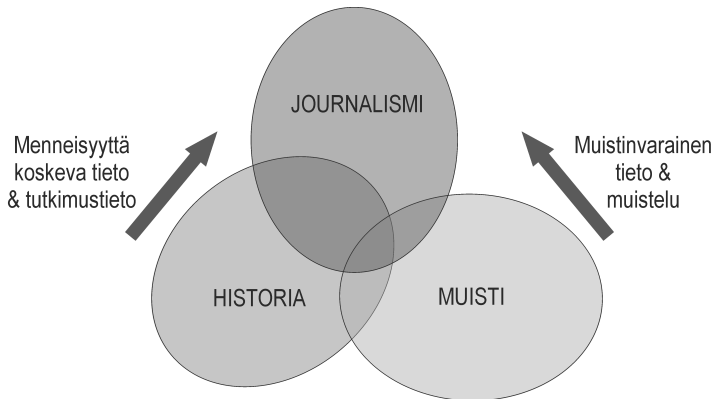 JOURNALISMI
Menneisyyttä
koskeva tieto
& tutkimustieto
Muistinvarainen
tieto &
muistelu
HISTORIA
MUISTI